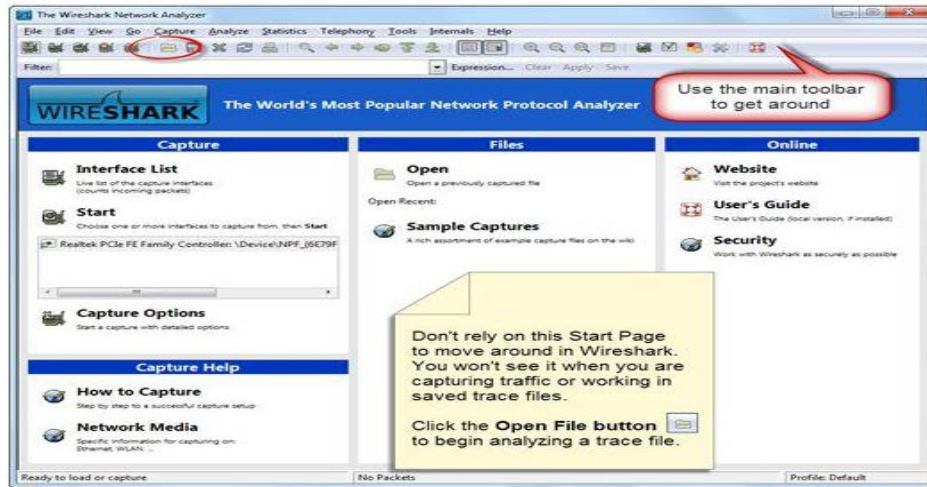 The Wireshark Network Analyzer
File Edit View Go Capture Analyze Statistics Telephony Tools Internals Help
Filter: Expression... Clear Apply Save
Use the main toolbar
to get around
WIRESHARK The World's Most Popular Network Protocol Analyzer
Capture
Interface List
Live list of the capture interfaces
(counts incoming packets)
Start
Choose one or more interfaces to capture from, then Start
Realtek PCIe FE Family Controller: \Device\NPF_{6E79F
Capture Options
Start a capture with detailed options
Capture Help
How to Capture
Step by step to a successful capture setup
Network Media
Specific information for capturing on:
Ethernet, WLAN, ...
Files
Open
Open a previously captured file
Open Recent:
Sample Captures
A rich assortment of example capture files on the wiki
Online
Website
Visit the project's website
User's Guide
The User's Guide (local version, if installed)
Security
Work with Wireshark as securely as possible
Don't rely on this Start Page
to move around in Wireshark.
You won't see it when you are
capturing traffic or working in
saved trace files.
Click the Open File button
to begin analyzing a trace file.
Ready to load or capture No Packets Profile: Default